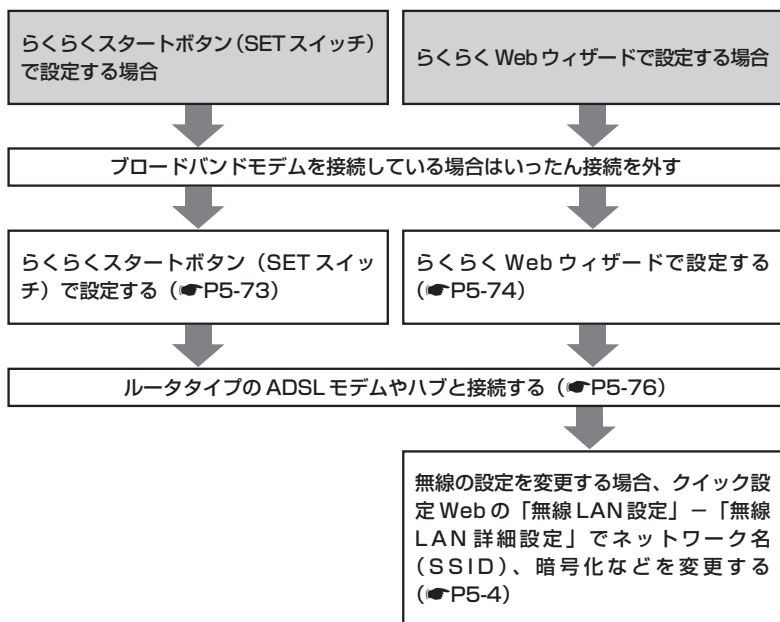 らくらくスタートボタン（SETスイッチ）
で設定する場合
らくらくWebウィザードで設定する場合
ブロードバンドモデムを接続している場合はいったん接続を外す
らくらくスタートボタン（SETスイッ
チ）で設定する（☛P5-73）
らくらくWebウィザードで設定する
（☛P5-74）
ルータタイプのADSLモデムやハブと接続する（☛P5-76）
無線の設定を変更する場合、クイック設
定Webの「無線LAN設定」－「無線
LAN詳細設定」でネットワーク名
（SSID）、暗号化などを変更する
（☛P5-4）